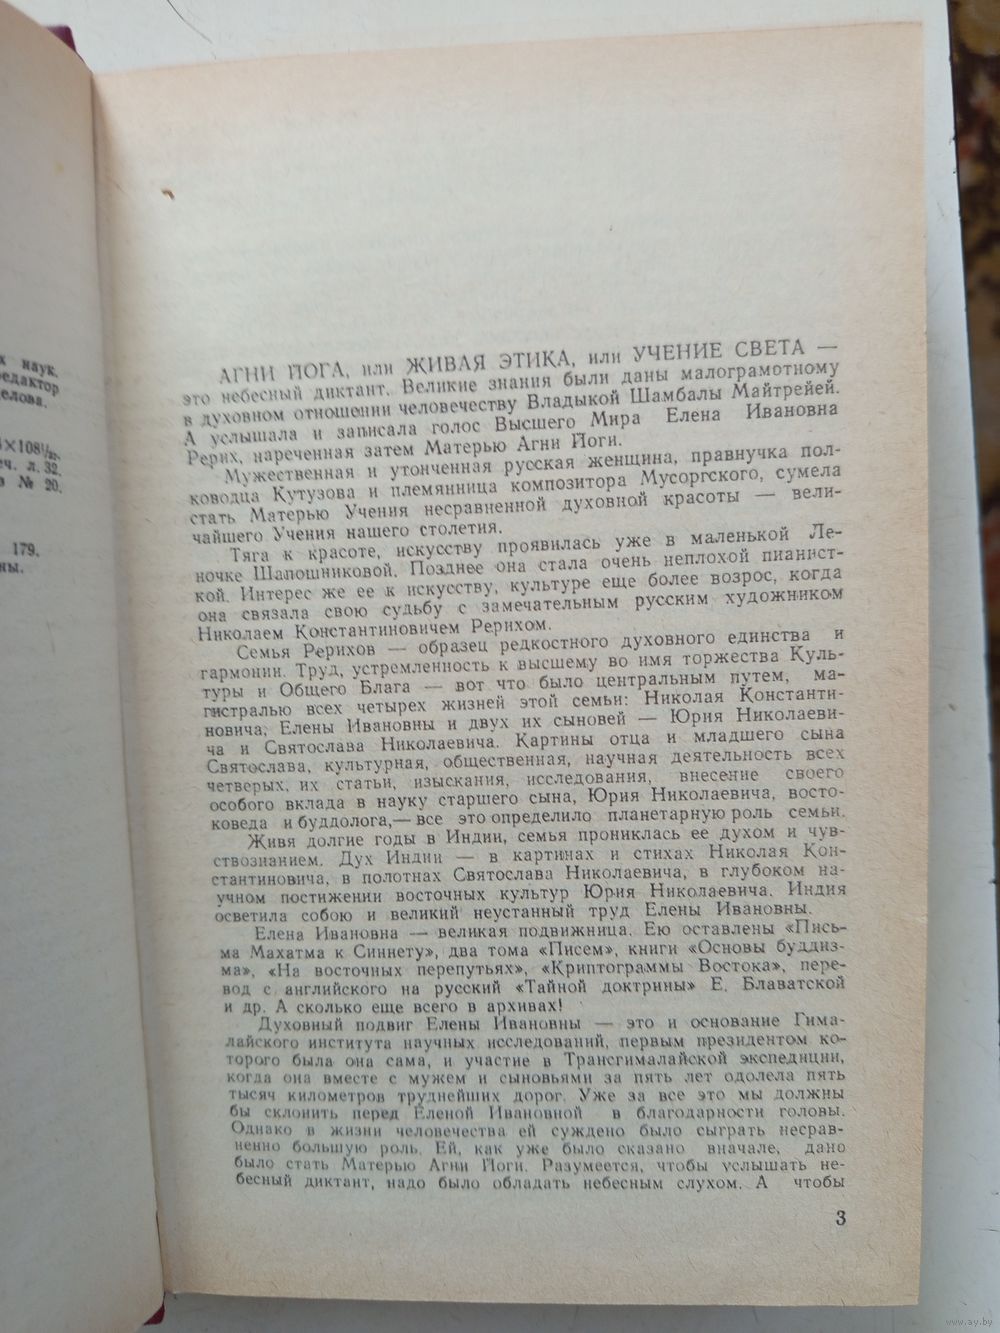 х наук.
редактор
елова.
×108¹/₃₂.
еч. л. 32.
з № 20.
179.
ны.
АГНИ ЙОГА, или ЖИВАЯ ЭТИКА, или УЧЕНИЕ СВЕТА —
это небесный диктант. Великие знания были даны малограмотному
в духовном отношении человечеству Владыкой Шамбалы Майтрейей.
А услышала и записала голос Высшего Мира Елена Ивановна
Рерих, нареченная затем Матерью Агни Йоги.
Мужественная и утонченная русская женщина, правнучка пол-
ководца Кутузова и племянница композитора Мусоргского, сумела
стать Матерью Учения несравненной духовной красоты — вели-
чайшего Учения нашего столетия.
Тяга к красоте, искусству проявилась уже в маленькой Ле-
ночке Шапошниковой. Позднее она стала очень неплохой пианист-
кой. Интерес же ее к искусству, культуре еще более возрос, когда
она связала свою судьбу с замечательным русским художником
Николаем Константиновичем Рерихом.
Семья Рерихов — образец редкостного духовного единства и
гармонии. Труд, устремленность к высшему во имя торжества Куль-
туры и Общего Блага — вот что было центральным путем, ма-
гистралью всех четырех жизней этой семьи: Николая Константи-
новича, Елены Ивановны и двух их сыновей — Юрия Николаеви-
ча и Святослава Николаевича. Картины отца и младшего сына
Святослава, культурная, общественная, научная деятельность всех
четверых, их статьи, изыскания, исследования, внесение своего
особого вклада в науку старшего сына, Юрия Николаевича, восто-
коведа и буддолога,— все это определило планетарную роль семьи.
Живя долгие годы в Индии, семья прониклась ее духом и чув-
ствознанием. Дух Индии — в картинах и стихах Николая Кон-
стантиновича, в полотнах Святослава Николаевича, в глубоком на-
учном постижении восточных культур Юрия Николаевича. Индия
осветила собою и великий неустанный труд Елены Ивановны.
Елена Ивановна — великая подвижница. Ею оставлены «Пись-
ма Махатма к Синнету», два тома «Писем», книги «Основы буддиз-
ма», «На восточных перепутьях», «Криптограммы Востока», пере-
вод с английского на русский «Тайной доктрины» Е. Блаватской
и др. А сколько еще всего в архивах!
Духовный подвиг Елены Ивановны — это и основание Гима-
лайского института научных исследований, первым президентом ко-
торого была она сама, и участие в Трансгималайской экспедиции,
когда она вместе с мужем и сыновьями за пять лет одолела пять
тысяч километров труднейших дорог. Уже за все это мы должны
бы склонить перед Еленой Ивановной в благодарности головы.
Однако в жизни человечества ей суждено было сыграть несрав-
ненно большую роль. Ей, как уже было сказано вначале, дано
было стать Матерью Агни Йоги. Разумеется, чтобы услышать не-
бесный диктант, надо было обладать небесным слухом. А чтобы
3
www.ay.by